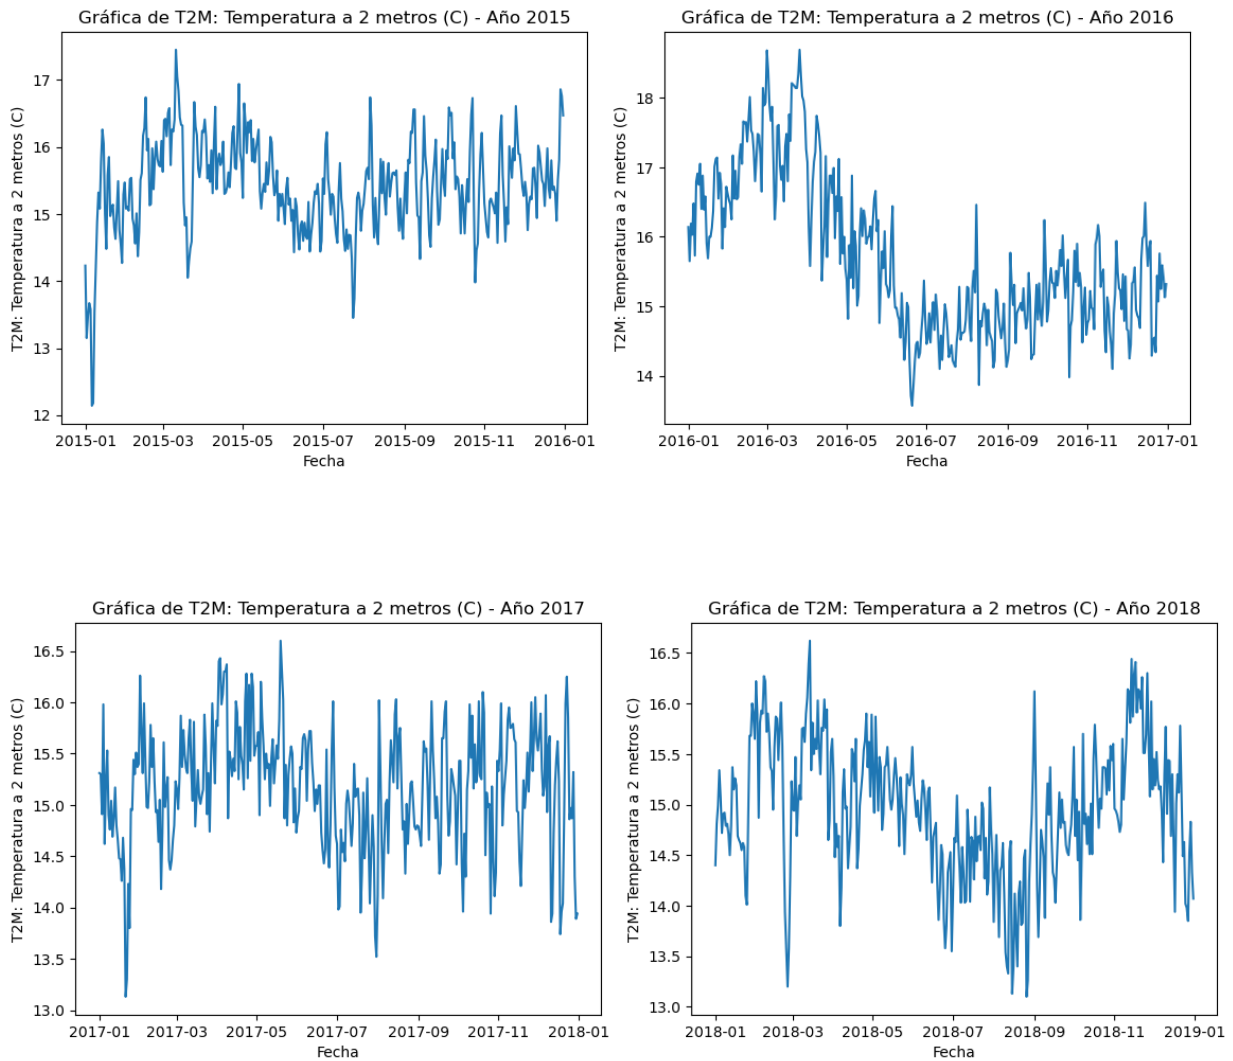 Gráfica de T2M: Temperatura a 2 metros (C) - Año 2015
T2M: Temperatura a 2 metros (C)
17
16
15
14
13
12
2015-01 2015-03 2015-05 2015-07 2015-09 2015-11 2016-01
Fecha
Gráfica de T2M: Temperatura a 2 metros (C) - Año 2016
T2M: Temperatura a 2 metros (C)
18
17
16
15
14
2016-01 2016-03 2016-05 2016-07 2016-09 2016-11 2017-01
Fecha
Gráfica de T2M: Temperatura a 2 metros (C) - Año 2017
T2M: Temperatura a 2 metros (C)
16.5
16.0
15.5
15.0
14.5
14.0
13.5
13.0
2017-01 2017-03 2017-05 2017-07 2017-09 2017-11 2018-01
Fecha
Gráfica de T2M: Temperatura a 2 metros (C) - Año 2018
T2M: Temperatura a 2 metros (C)
16.5
16.0
15.5
15.0
14.5
14.0
13.5
13.0
2018-01 2018-03 2018-05 2018-07 2018-09 2018-11 2019-01
Fecha